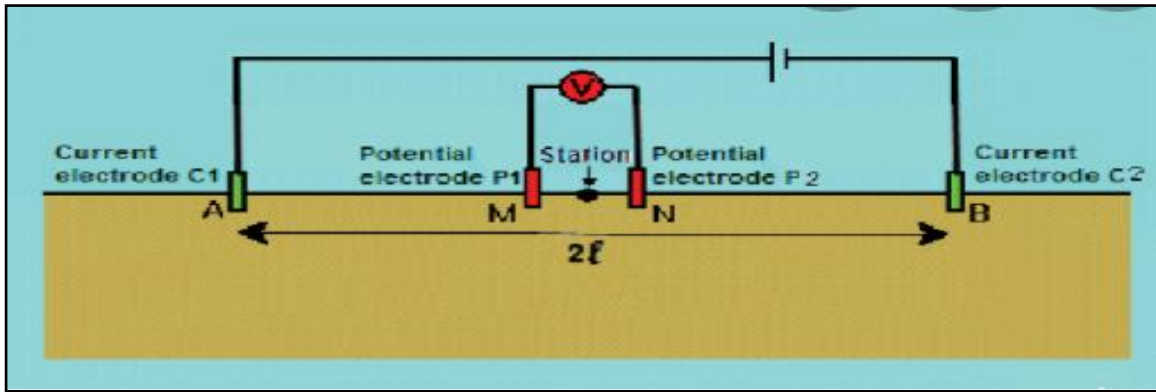 V
Current
electrode C1
Potential
electrode P1
Station
Potential
electrode P2
Current
electrode C2
A
M
N
B
2ℓ